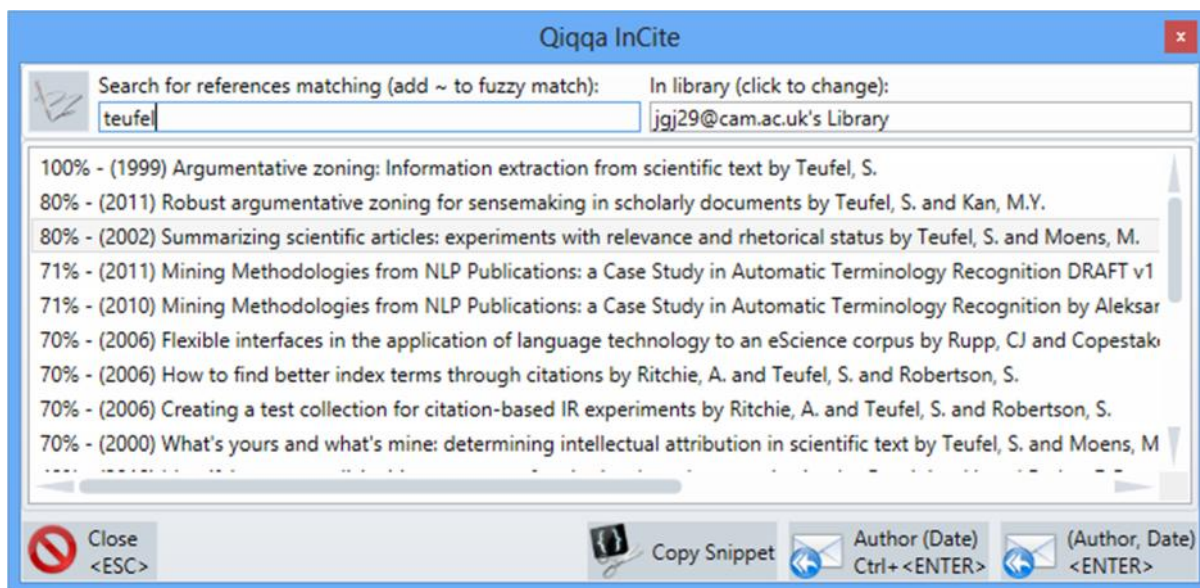 Qiqqa InCite
x
Search for references matching (add ~ to fuzzy match):
In library (click to change):
teufel
jgj29@cam.ac.uk's Library
100% - (1999) Argumentative zoning: Information extraction from scientific text by Teufel, S.
80% - (2011) Robust argumentative zoning for sensemaking in scholarly documents by Teufel, S. and Kan, M.Y.
80% - (2002) Summarizing scientific articles: experiments with relevance and rhetorical status by Teufel, S. and Moens, M.
71% - (2011) Mining Methodologies from NLP Publications: a Case Study in Automatic Terminology Recognition DRAFT v1
71% - (2010) Mining Methodologies from NLP Publications: a Case Study in Automatic Terminology Recognition by Aleksar
70% - (2006) Flexible interfaces in the application of language technology to an eScience corpus by Rupp, CJ and Copestak
70% - (2006) How to find better index terms through citations by Ritchie, A. and Teufel, S. and Robertson, S.
70% - (2006) Creating a test collection for citation-based IR experiments by Ritchie, A. and Teufel, S. and Robertson, S.
70% - (2000) What's yours and what's mine: determining intellectual attribution in scientific text by Teufel, S. and Moens, M
Close
<ESC>
Copy Snippet
Author (Date)
Ctrl+<ENTER>
(Author, Date)
<ENTER>